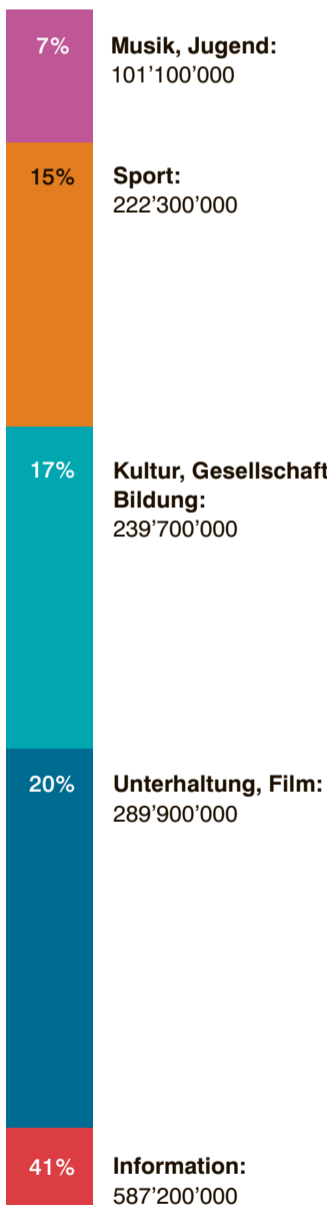 7%
Musik, Jugend:
101’100’000
15%
Sport:
222’300’000
17%
Kultur, Gesellschaft
Bildung:
239’700’000
20%
Unterhaltung, Film:
289’900’000
41%
Information:
587’200’000